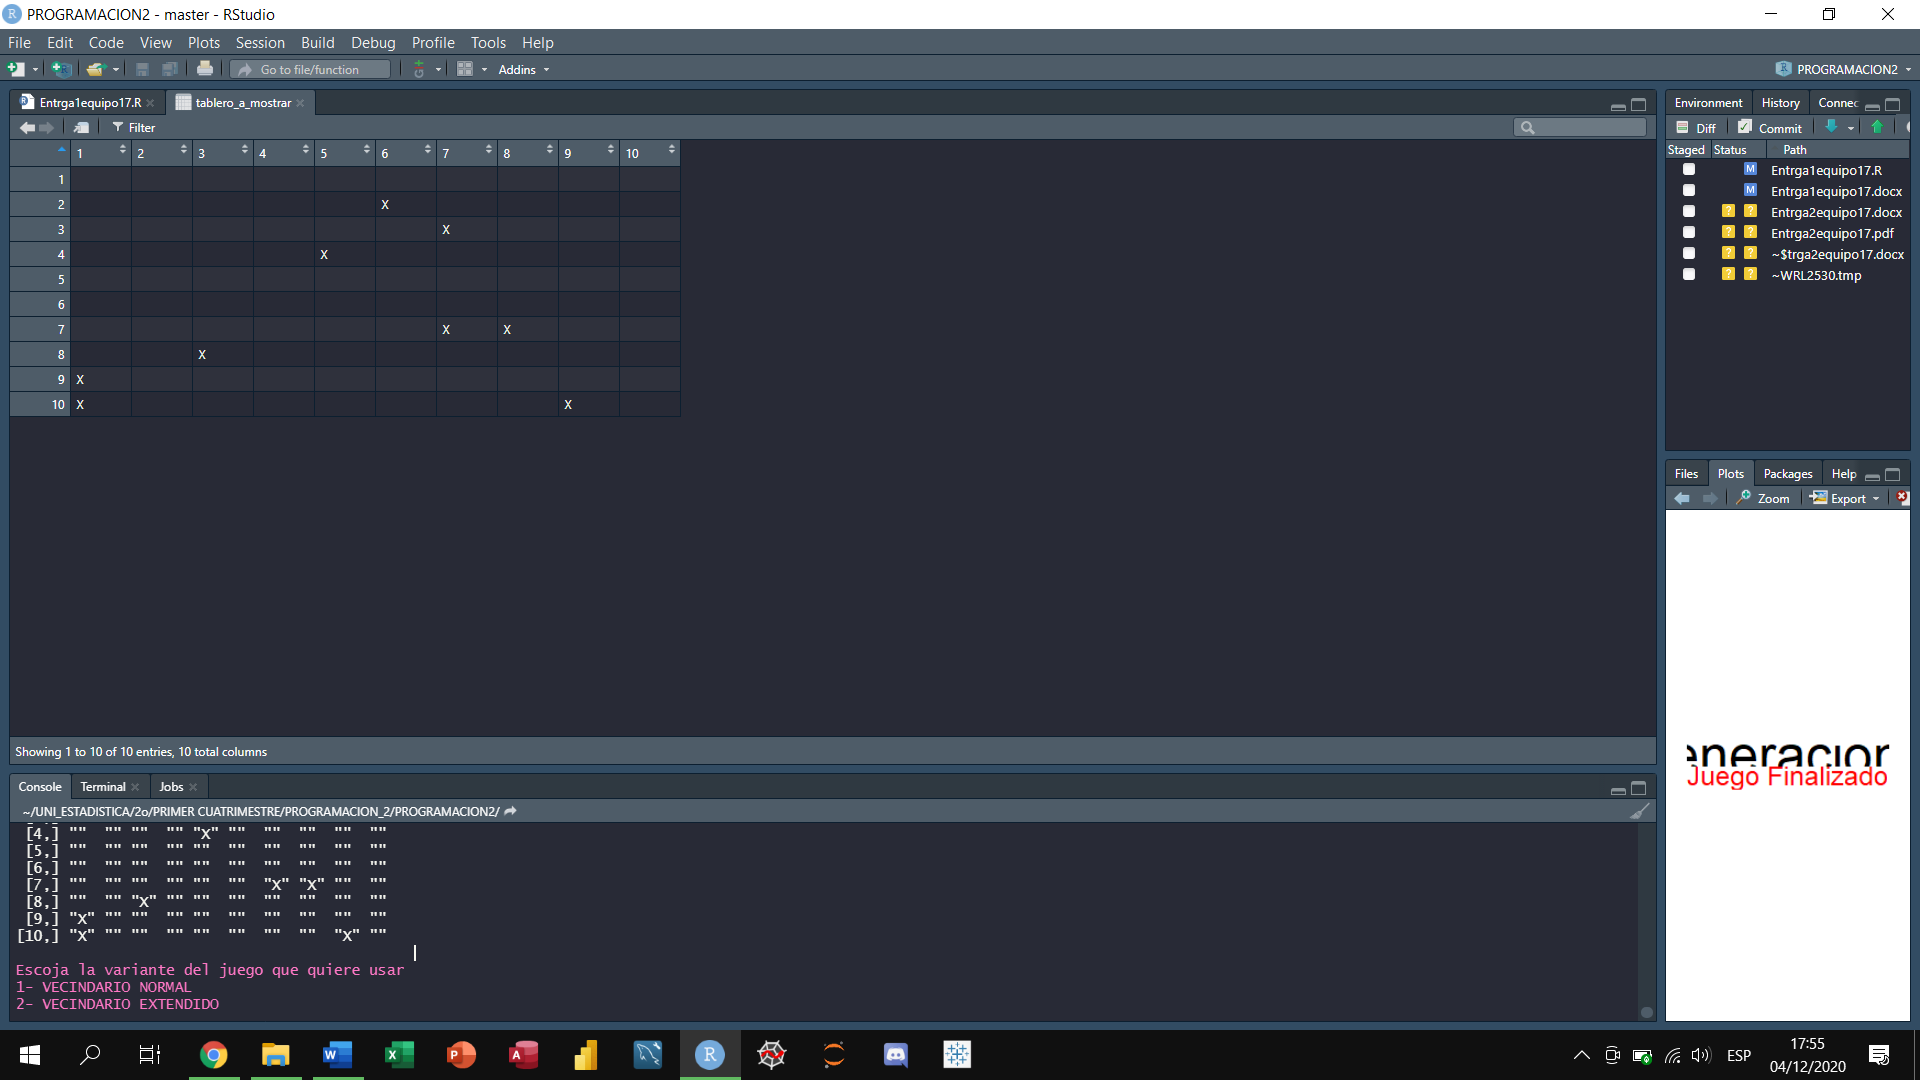 PROGRAMACION2 - master - RStudio
File Edit Code View Plots Session Build Debug Profile Tools Help
Go to file/function
Addins
PROGRAMACION2
Entrga1equipo17.R
tablero_a_mostrar
Filter
1 2 3 4 5 6 7 8 9 10
1
2 X
3 X
4 X
5
6
7 X X
8 X
9 X
10 X X
Showing 1 to 10 of 10 entries, 10 total columns
Console Terminal Jobs
~/UNI_ESTADISTICA/2o/PRIMER CUATRIMESTRE/PROGRAMACION_2/PROGRAMACION2/
[4,] "" "" "" "" "X" "" "" "" "" ""
[5,] "" "" "" "" "" "" "" "" "" ""
[6,] "" "" "" "" "" "" "" "" "" ""
[7,] "" "" "" "" "" "" "X" "X" "" ""
[8,] "" "" "X" "" "" "" "" "" "" ""
[9,] "X" "" "" "" "" "" "" "" "" ""
[10,] "X" "" "" "" "" "" "" "" "X" ""
Escoja la variante del juego que quiere usar
1- VECINDARIO NORMAL
2- VECINDARIO EXTENDIDO
Environment History Connec
Diff Commit
Staged Status Path
M Entrga1equipo17.R
M Entrga1equipo17.docx
? ? Entrga2equipo17.docx
? ? Entrga2equipo17.pdf
? ? ~$trga2equipo17.docx
? ? ~WRL2530.tmp
Files Plots Packages Help
Zoom Export
eneracion
Juego Finalizado
ESP
17:55
04/12/2020